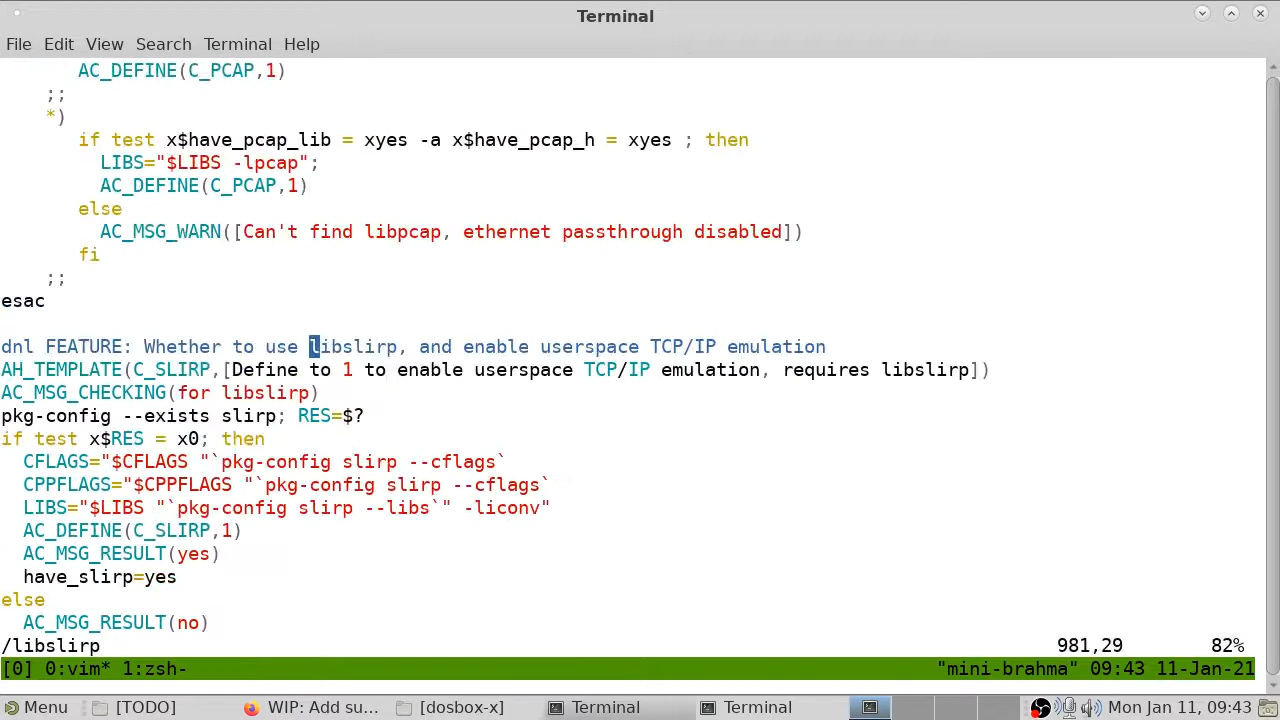 Terminal
File Edit View Search Terminal Help
AC_DEFINE(C_PCAP,1)
;;
*)
if test x$have_pcap_lib = xyes -a x$have_pcap_h = xyes ; then
LIBS="$LIBS -lpcap";
AC_DEFINE(C_PCAP,1)
else
AC_MSG_WARN([Can't find libpcap, ethernet passthrough disabled])
fi
;;
esac
dnl FEATURE: Whether to use libslirp, and enable userspace TCP/IP emulation
AH_TEMPLATE(C_SLIRP,[Define to 1 to enable userspace TCP/IP emulation, requires libslirp])
AC_MSG_CHECKING(for libslirp)
pkg-config --exists slirp; RES=$?
if test x$RES = x0; then
CFLAGS="$CFLAGS "`pkg-config slirp --cflags`
CPPFLAGS="$CPPFLAGS "`pkg-config slirp --cflags`
LIBS="$LIBS "`pkg-config slirp --libs`" -liconv"
AC_DEFINE(C_SLIRP,1)
AC_MSG_RESULT(yes)
have_slirp=yes
else
AC_MSG_RESULT(no)
/libslirp 981,29 82%
[0] 0:vim* 1:zsh- "mini-brahma" 09:43 11-Jan-21
Menu [TODO] WIP: Add su... [dosbox-x] Terminal Terminal Mon Jan 11, 09:43